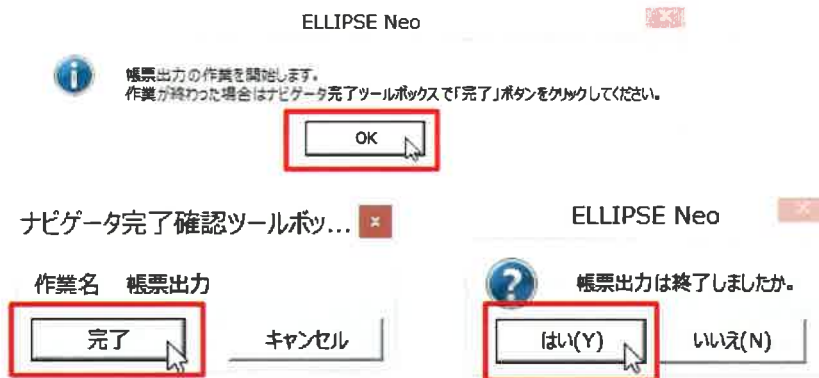 ELLIPSE Neo
帳票出力の作業を開始します。
作業が終わった場合はナビゲータ完了ツールボックスで「完了」ボタンをクリックしてください。
OK
ナビゲータ完了確認ツールボッ...
作業名 帳票出力
完了
キャンセル
ELLIPSE Neo
帳票出力は終了しましたか。
はい(Y)
いいえ(N)